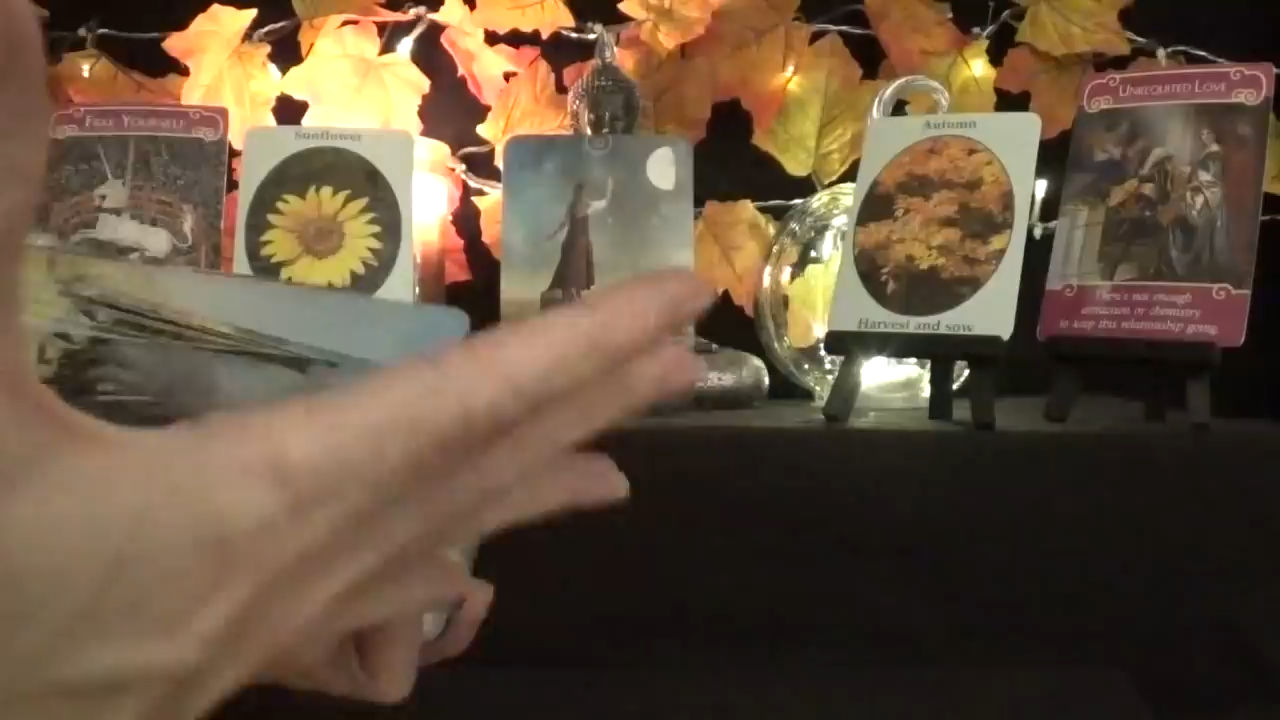 FREE YOURSELF
Sunflower
Autumn
Harvest and sow
UNREQUITED LOVE
There's not enough
attraction or chemistry
to keep this relationship going.